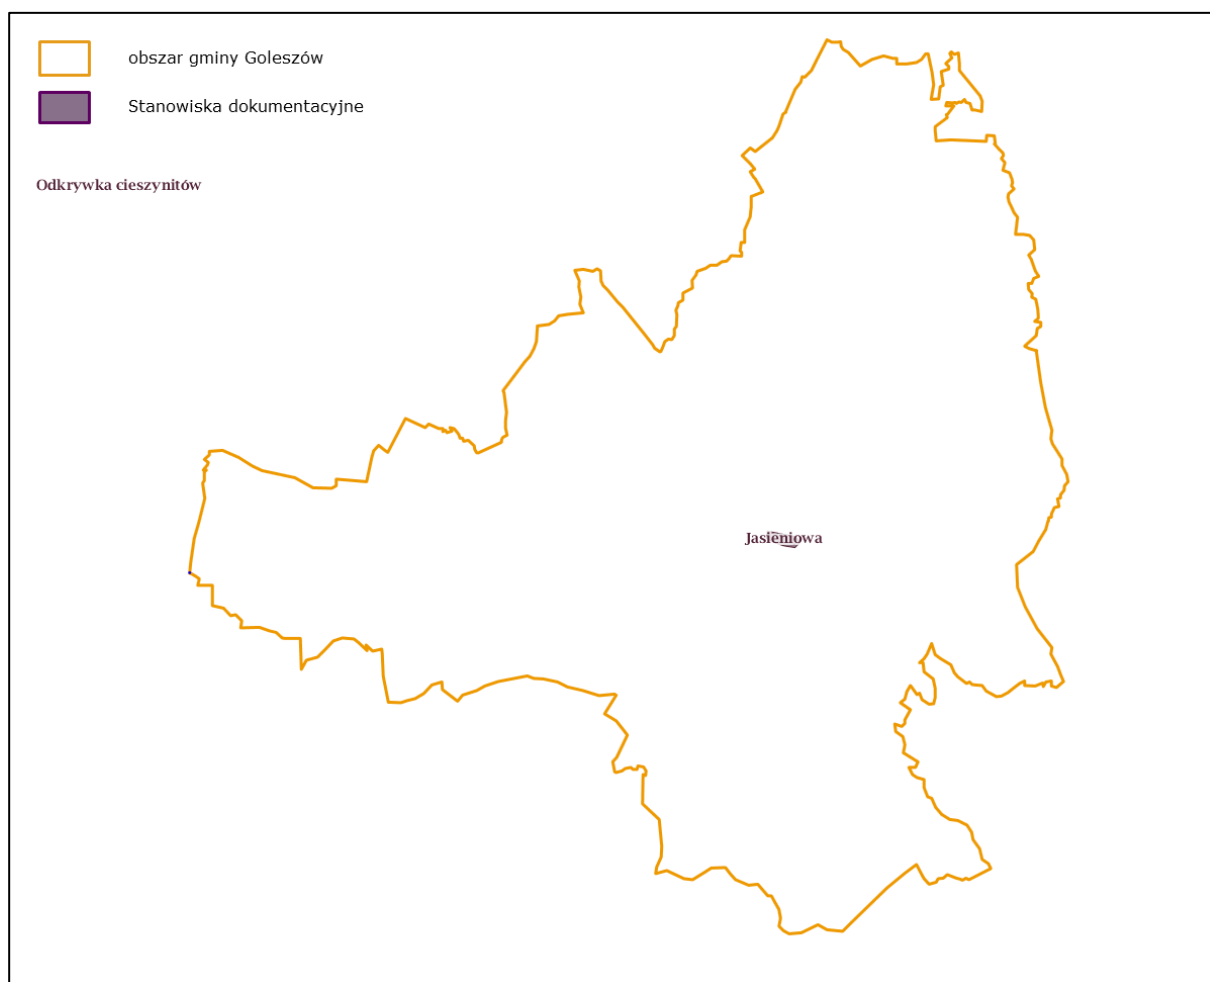 obszar gminy Goleszów
Stanowiska dokumentacyjne
Odkrywka cieszynitów
Jasieniowa